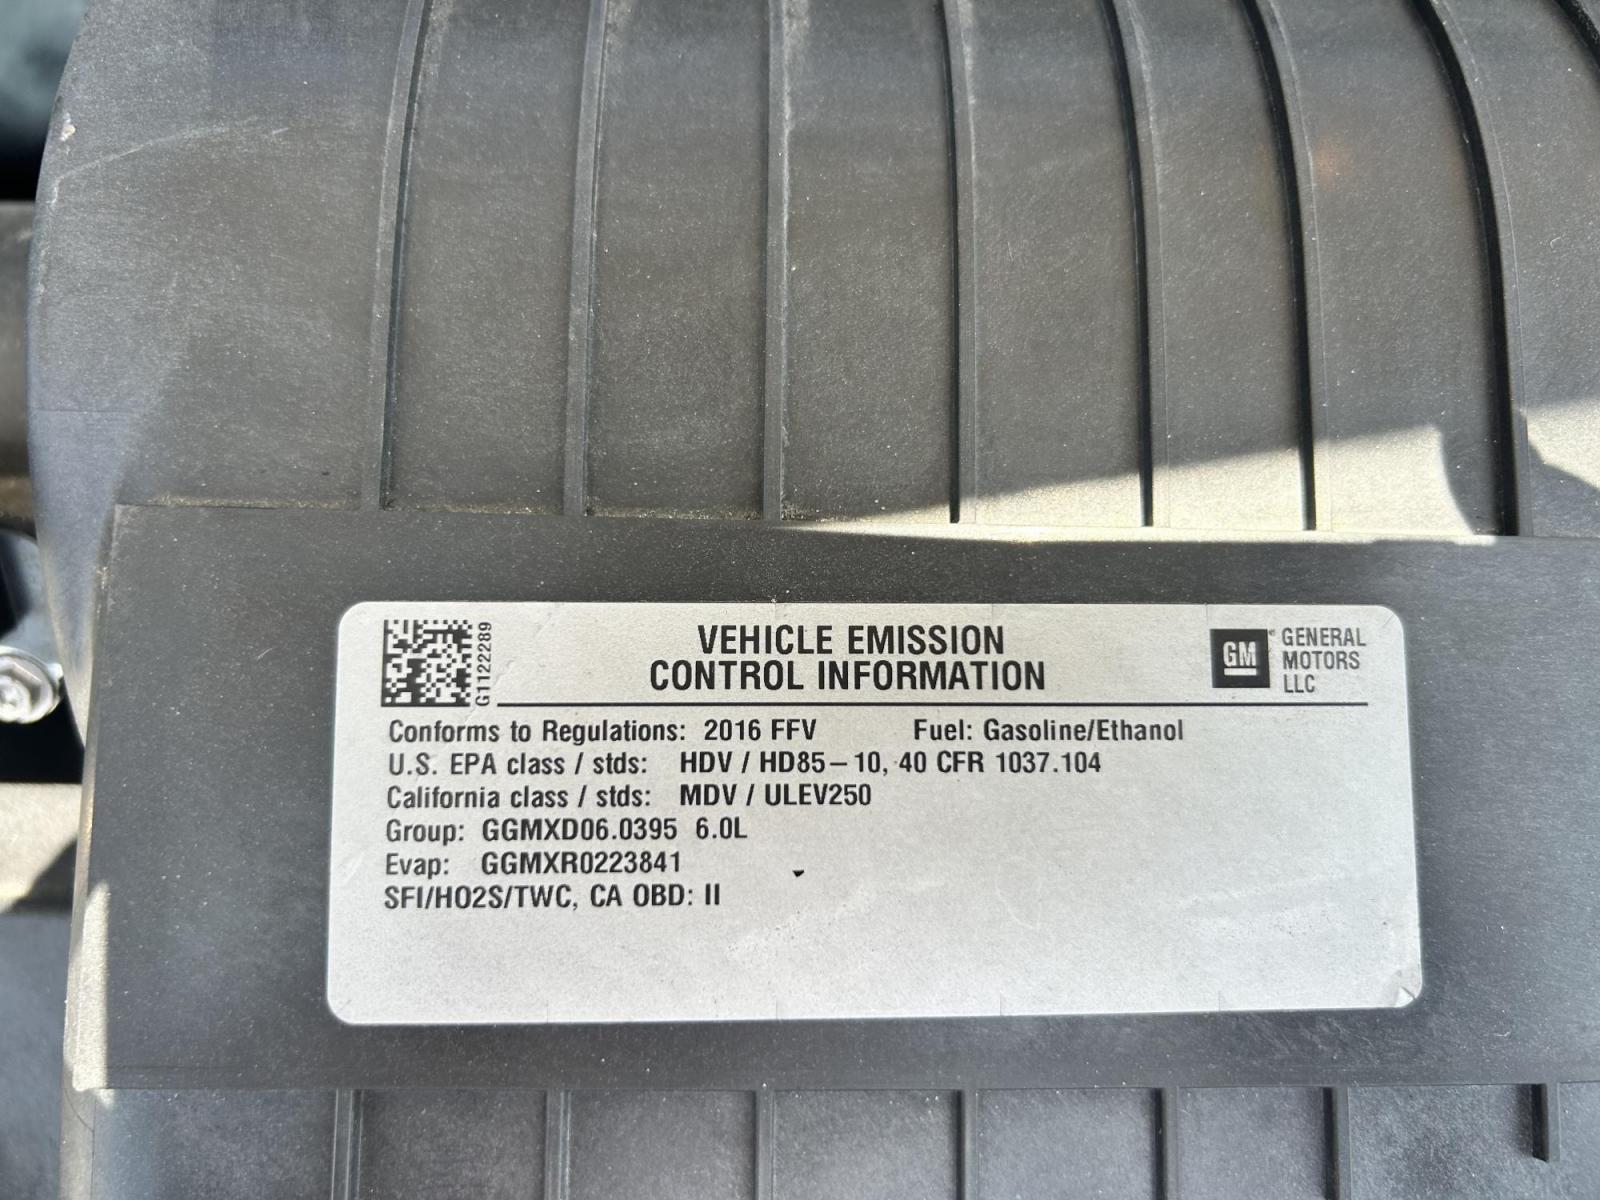 G1122289
VEHICLE EMISSION
CONTROL INFORMATION
GM
GENERAL
MOTORS
LLC
Conforms to Regulations: 2016 FFV Fuel: Gasoline/Ethanol
U.S. EPA class / stds: HDV / HD85-10, 40 CFR 1037.104
California class / stds: MDV / ULEV250
Group: GGMXD06.0395 6.0L
Evap: GGMXR0223841
SFI/HO2S/TWC, CA OBD: II